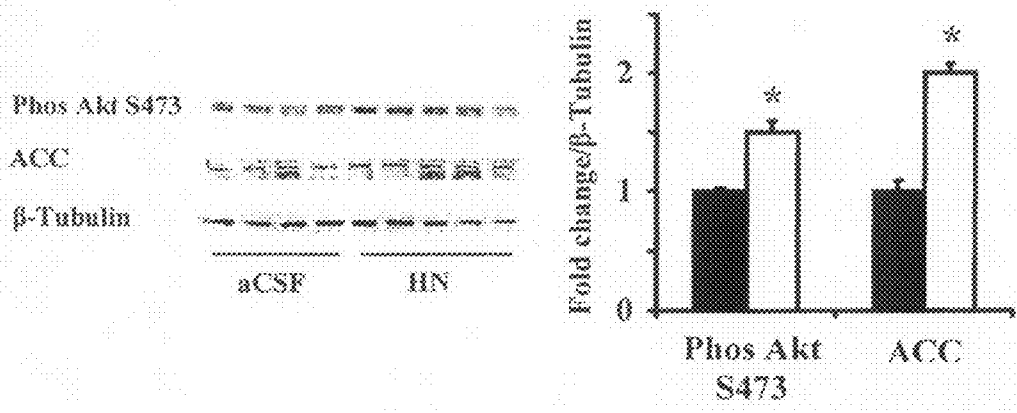 Phos Akt S473
ACC
β-Tubulin
aCSF
HN
Fold change/β-Tubulin
2
1
0
*
*
Phos Akt
S473
ACC